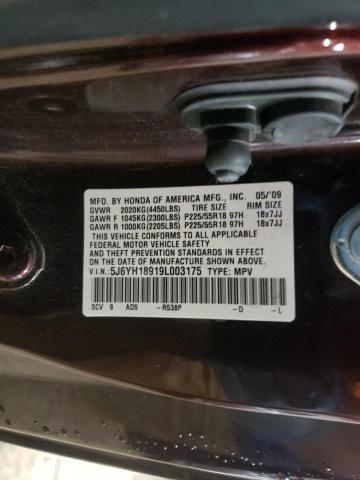 MFD. BY HONDA OF AMERICA MFG., INC. 05/'09
GVWR 2020KG(4450LBS) TIRE SIZE RIM SIZE
GAWR F 1045KG(2300LBS) P225/55R18 97H 18x7JJ
GAWR R 1000KG(2205LBS) P225/55R18 97H 18x7JJ
THIS VEHICLE CONFORMS TO ALL APPLICABLE
FEDERAL MOTOR VEHICLE SAFETY
AND THEFT PREVENTION STANDARDS IN EFFECT
ON THE DATE OF MANUFACTURE SHOWN ABOVE.
V.I.N.:5J6YH18919L003175 TYPE: MPV
SCV 9 AD5 -R538P -D -L